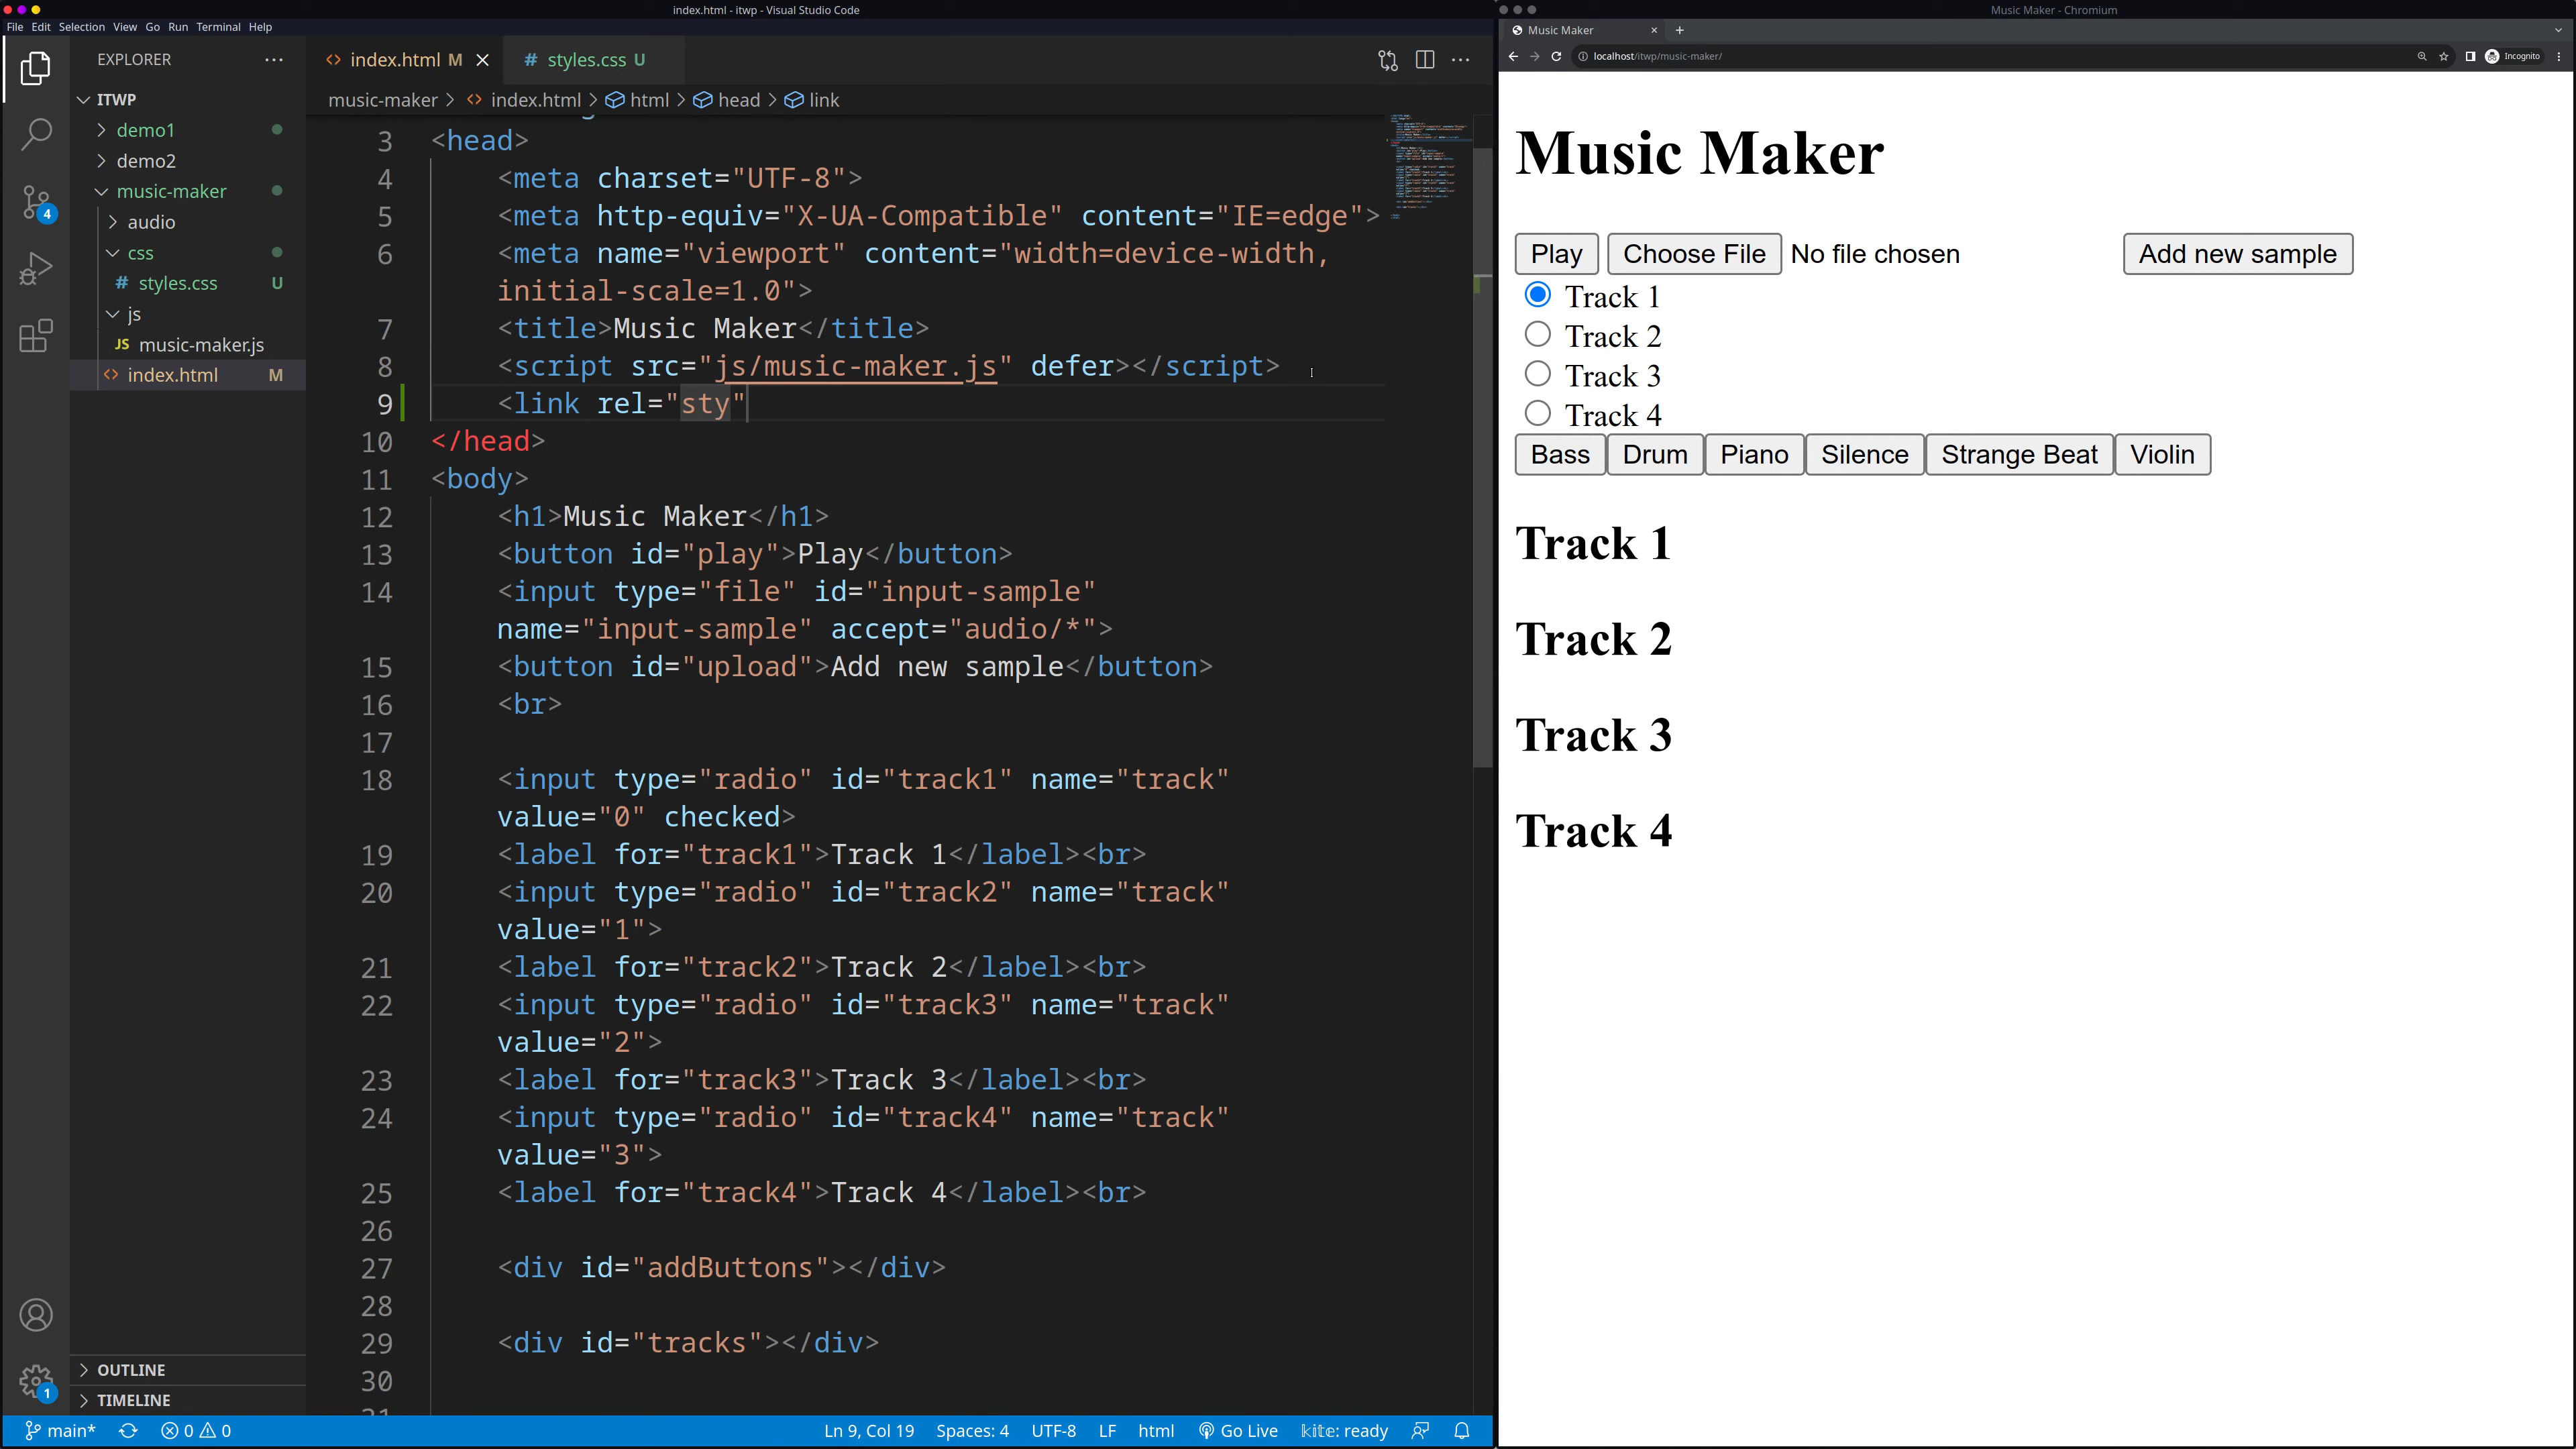 index.html - itwp - Visual Studio Code
File Edit Selection View Go Run Terminal Help
EXPLORER
ITWP
demo1
demo2
music-maker
audio
css
# styles.css U
js
JS music-maker.js
<> index.html M
OUTLINE
TIMELINE
4
1
<> index.html M
# styles.css U
music-maker > <> index.html > html > head > link
3 <head>
4 <meta charset="UTF-8">
5 <meta http-equiv="X-UA-Compatible" content="IE=edge">
6 <meta name="viewport" content="width=device-width,
initial-scale=1.0">
7 <title>Music Maker</title>
8 <script src="js/music-maker.js" defer></script>
9 <link rel="sty"
10 </head>
11 <body>
12 <h1>Music Maker</h1>
13 <button id="play">Play</button>
14 <input type="file" id="input-sample"
name="input-sample" accept="audio/*">
15 <button id="upload">Add new sample</button>
16 <br>
17
18 <input type="radio" id="track1" name="track"
value="0" checked>
19 <label for="track1">Track 1</label><br>
20 <input type="radio" id="track2" name="track"
value="1">
21 <label for="track2">Track 2</label><br>
22 <input type="radio" id="track3" name="track"
value="2">
23 <label for="track3">Track 3</label><br>
24 <input type="radio" id="track4" name="track"
value="3">
25 <label for="track4">Track 4</label><br>
26
27 <div id="addButtons"></div>
28
29 <div id="tracks"></div>
30
main* 0 0 Ln 9, Col 19 Spaces: 4 UTF-8 LF html Go Live kite: ready
Music Maker - Chromium
Music Maker
localhost/itwp/music-maker/
Incognito
Music Maker
Play Choose File No file chosen Add new sample
Track 1
Track 2
Track 3
Track 4
Bass Drum Piano Silence Strange Beat Violin
Track 1
Track 2
Track 3
Track 4